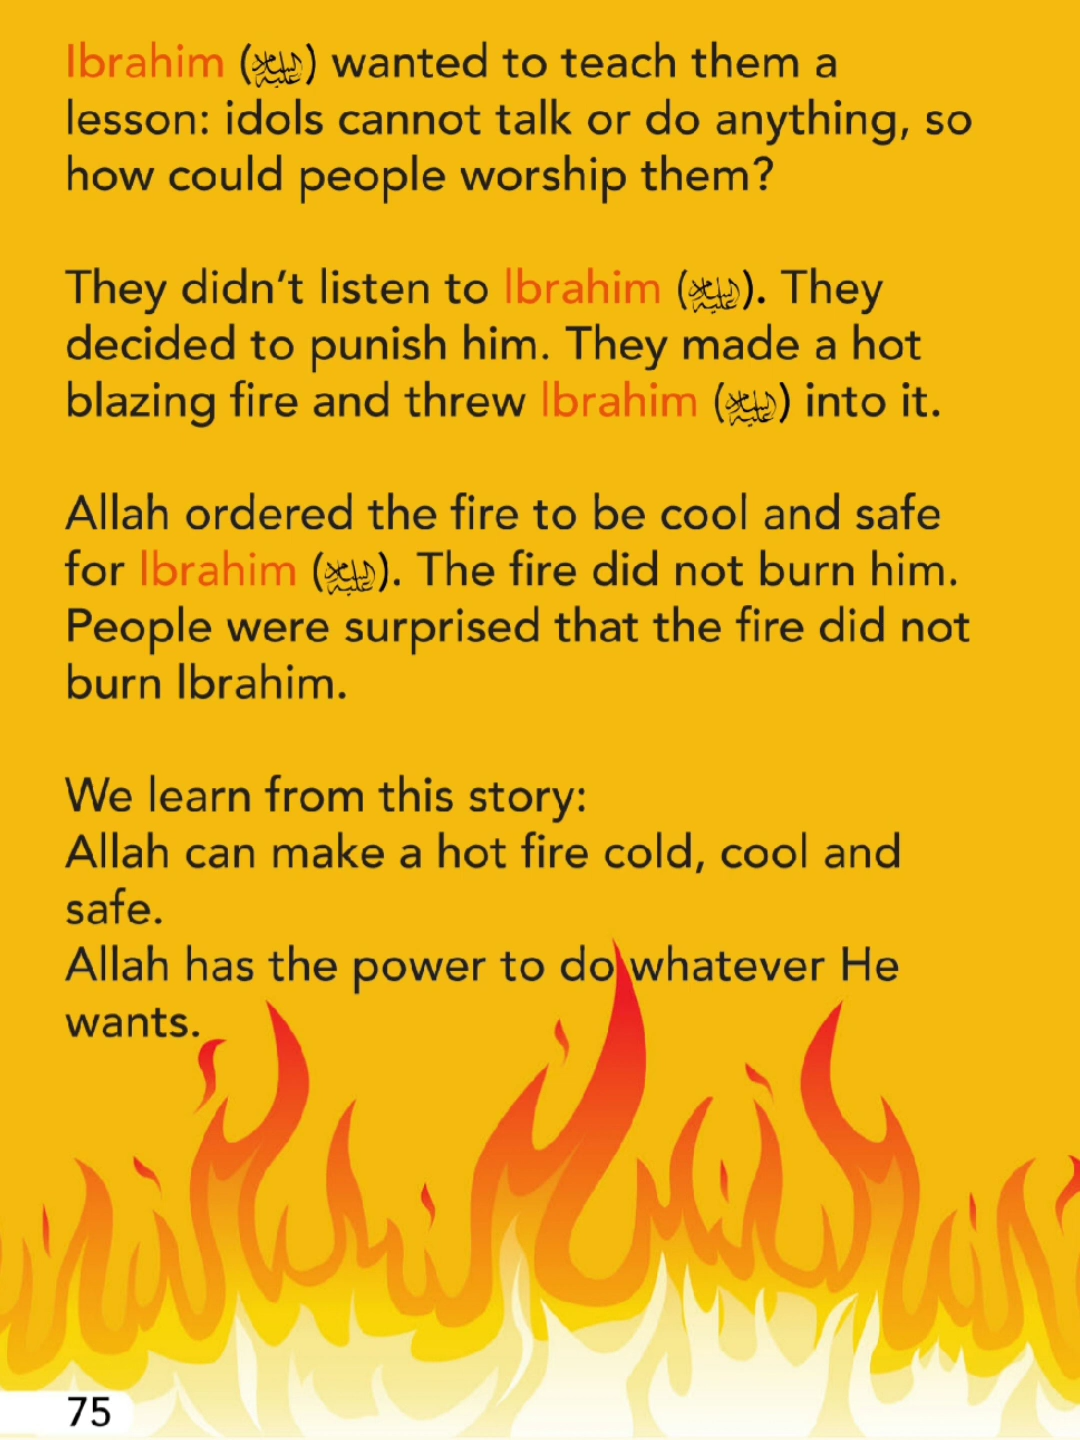 Ibrahim (عليه السلام) wanted to teach them a
lesson: idols cannot talk or do anything, so
how could people worship them?
They didn’t listen to Ibrahim (عليه السلام). They
decided to punish him. They made a hot
blazing fire and threw Ibrahim (عليه السلام) into it.
Allah ordered the fire to be cool and safe
for Ibrahim (عليه السلام). The fire did not burn him.
People were surprised that the fire did not
burn Ibrahim.
We learn from this story:
Allah can make a hot fire cold, cool and
safe.
Allah has the power to do whatever He
wants.
75